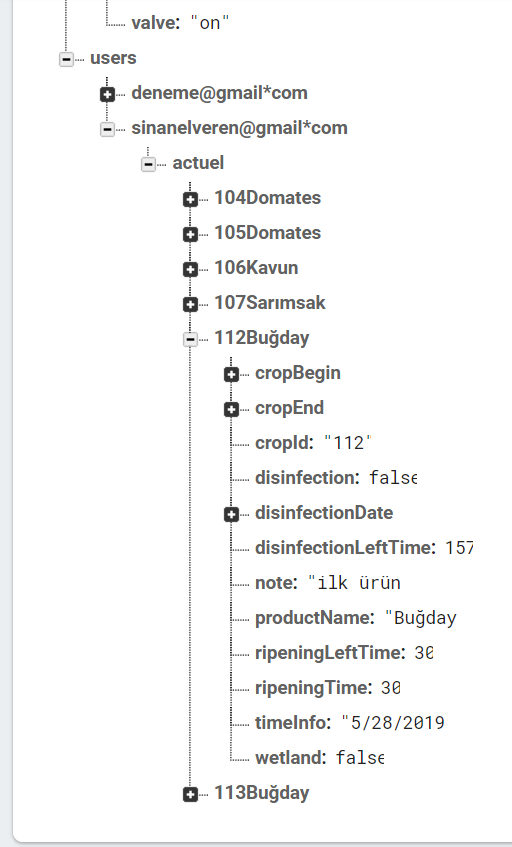 valve: "on"
users
deneme@gmail*com
sinanelveren@gmail*com
actuel
104Domates
105Domates
106Kavun
107Sarımsak
112Buğday
cropBegin
cropEnd
cropId: "112"
disinfection: false
disinfectionDate
disinfectionLeftTime: 157
note: "ilk ürün
productName: "Buğday
ripeningLeftTime: 30
ripeningTime: 30
timeInfo: "5/28/2019
wetland: false
113Buğday